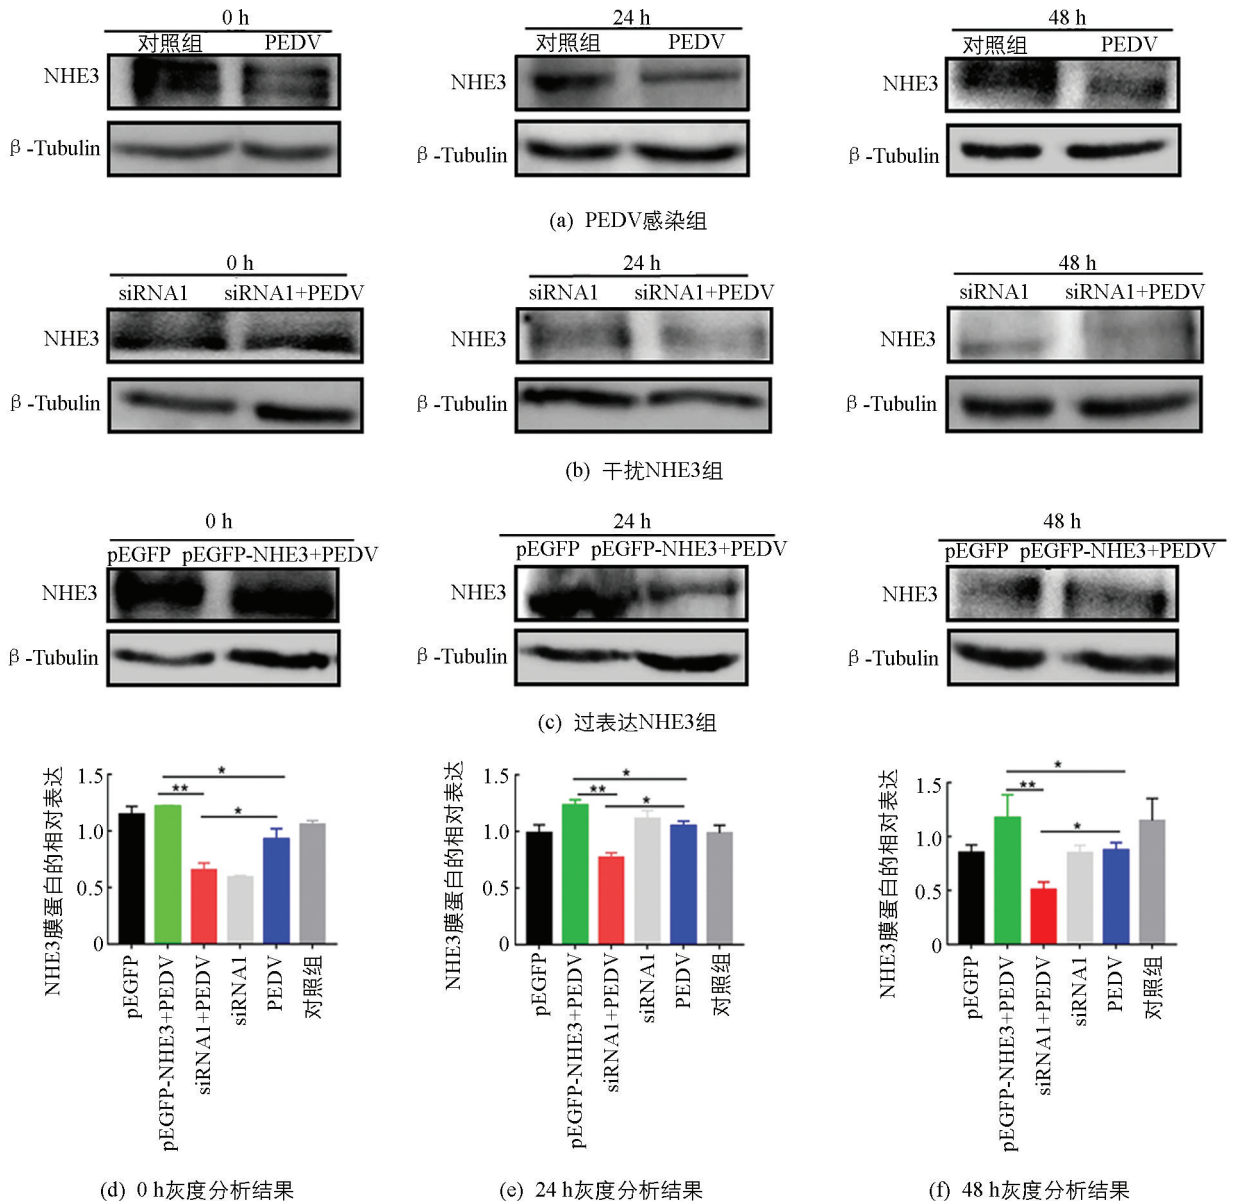 0 h 24 h 48 h
对照组 PEDV 对照组 PEDV 对照组 PEDV
NHE3 NHE3 NHE3
β-Tubulin β-Tubulin β-Tubulin
(a) PEDV感染组
0 h 24 h 48 h
siRNA1 siRNA1+PEDV siRNA1 siRNA1+PEDV siRNA1 siRNA1+PEDV
NHE3 NHE3 NHE3
β-Tubulin β-Tubulin β-Tubulin
(b) 干扰NHE3组
0 h 24 h 48 h
pEGFP pEGFP-NHE3+PEDV pEGFP pEGFP-NHE3+PEDV pEGFP pEGFP-NHE3+PEDV
NHE3 NHE3 NHE3
β-Tubulin β-Tubulin β-Tubulin
(c) 过表达NHE3组
NHE3膜蛋白的相对表达
1.5
1.0
0.5
0
*
**
*
pEGFP
pEGFP-NHE3+PEDV
siRNA1+PEDV
siRNA1
PEDV
对照组
(d) 0 h灰度分析结果
NHE3膜蛋白的相对表达
1.5
1.0
0.5
0
*
**
*
pEGFP
pEGFP-NHE3+PEDV
siRNA1+PEDV
siRNA1
PEDV
对照组
(e) 24 h灰度分析结果
NHE3膜蛋白的相对表达
1.5
1.0
0.5
0
*
**
*
pEGFP
pEGFP-NHE3+PEDV
siRNA1+PEDV
siRNA1
PEDV
对照组
(f) 48 h灰度分析结果